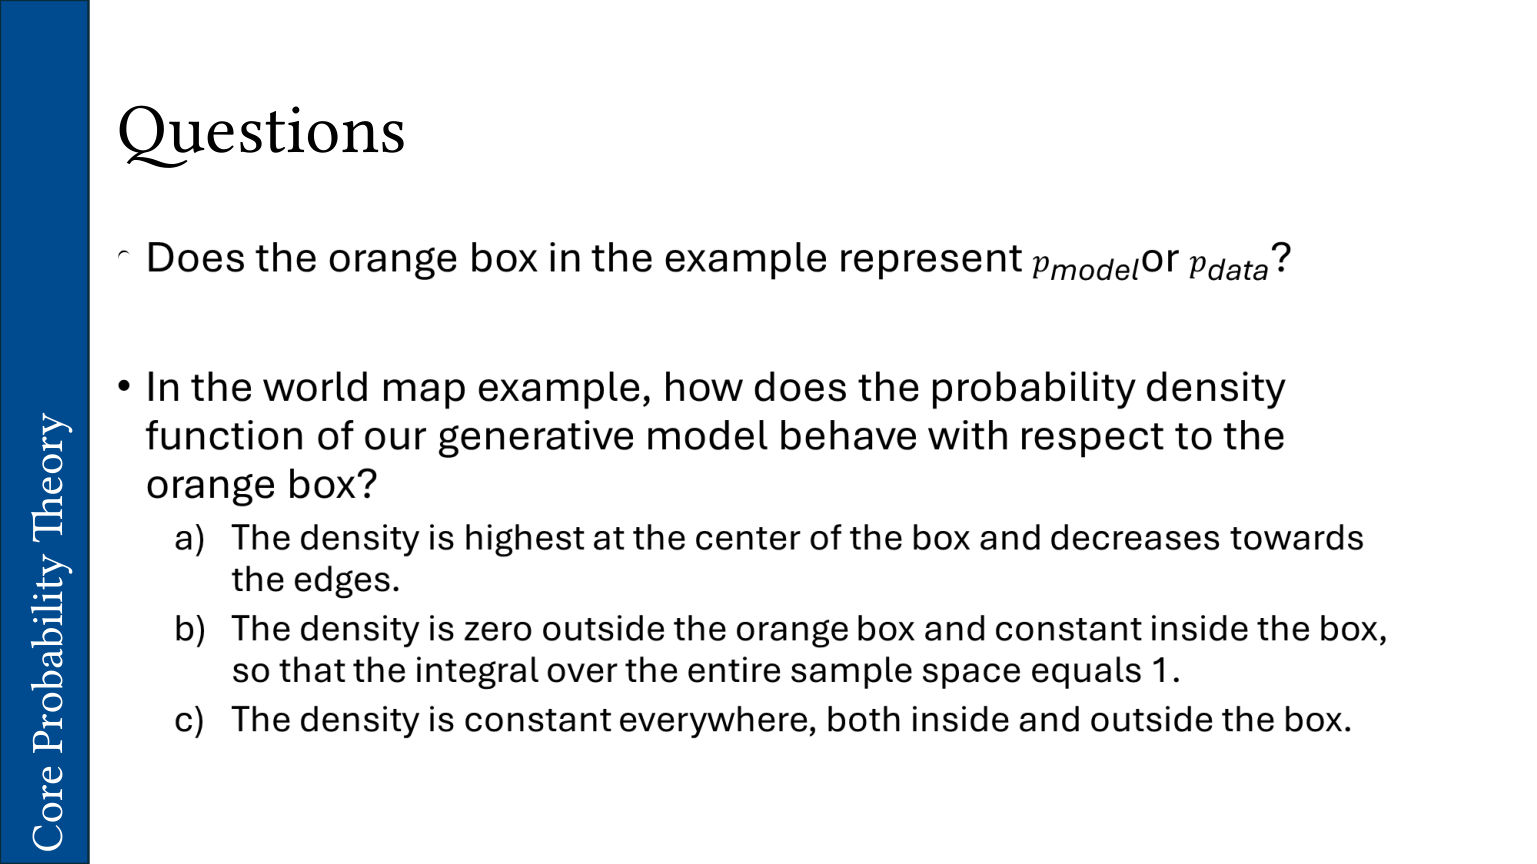 Questions
Does the orange box in the example represent p_model or p_data?
• In the world map example, how does the probability density
function of our generative model behave with respect to the
orange box?
a) The density is highest at the center of the box and decreases towards
the edges.
b) The density is zero outside the orange box and constant inside the box,
so that the integral over the entire sample space equals 1.
c) The density is constant everywhere, both inside and outside the box.
Core Probability Theory